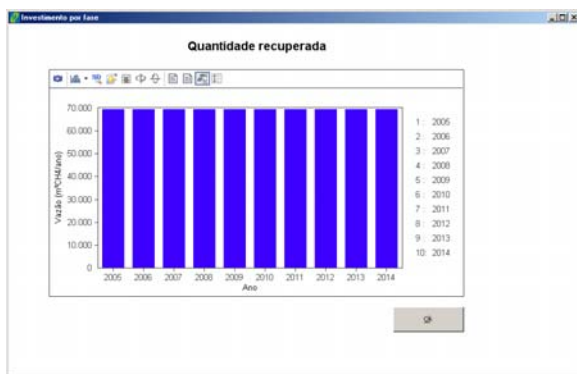 Investimento por fase
Quantidade recuperada
70.000
60.000
50.000
40.000
30.000
20.000
10.000
0
Vazão (m³CH4/ano)
2005 2006 2007 2008 2009 2010 2011 2012 2013 2014
Ano
1 : 2005
2 : 2006
3 : 2007
4 : 2008
5 : 2009
6 : 2010
7 : 2011
8 : 2012
9 : 2013
10: 2014